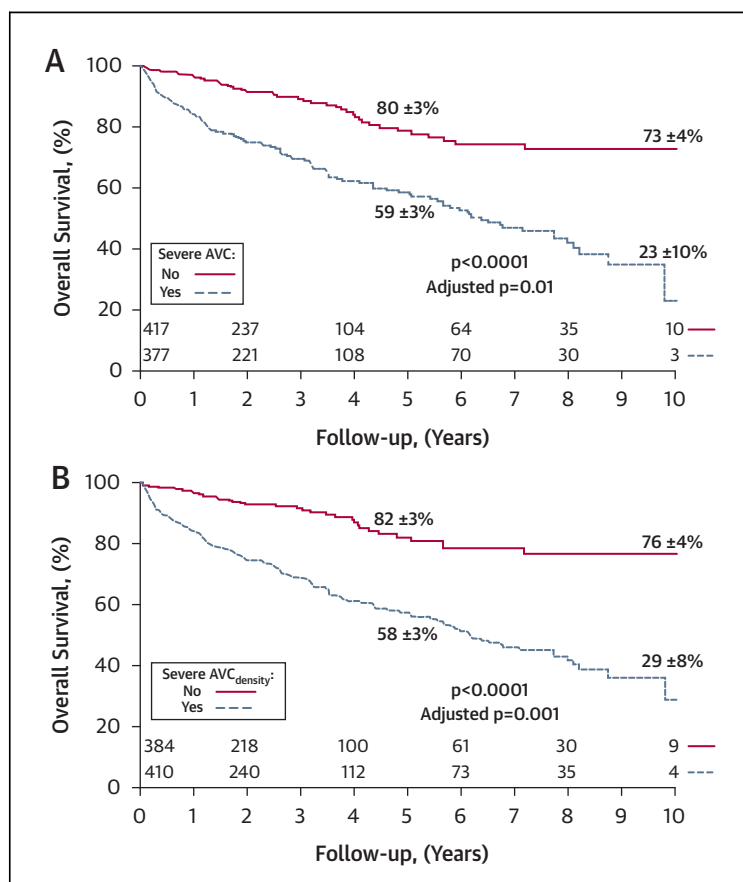 A
Overall Survival, (%)
100
80
60
40
20
0
80 ±3%
73 ±4%
59 ±3%
23 ±10%
Severe AVC:
No
Yes
p<0.0001
Adjusted p=0.01
417 237 104 64 35 10
377 221 108 70 30 3
0 1 2 3 4 5 6 7 8 9 10
Follow-up, (Years)
B
Overall Survival, (%)
100
80
60
40
20
0
82 ±3%
76 ±4%
58 ±3%
29 ±8%
Severe AVCdensity:
No
Yes
p<0.0001
Adjusted p=0.001
384 218 100 61 30 9
410 240 112 73 35 4
0 1 2 3 4 5 6 7 8 9 10
Follow-up, (Years)